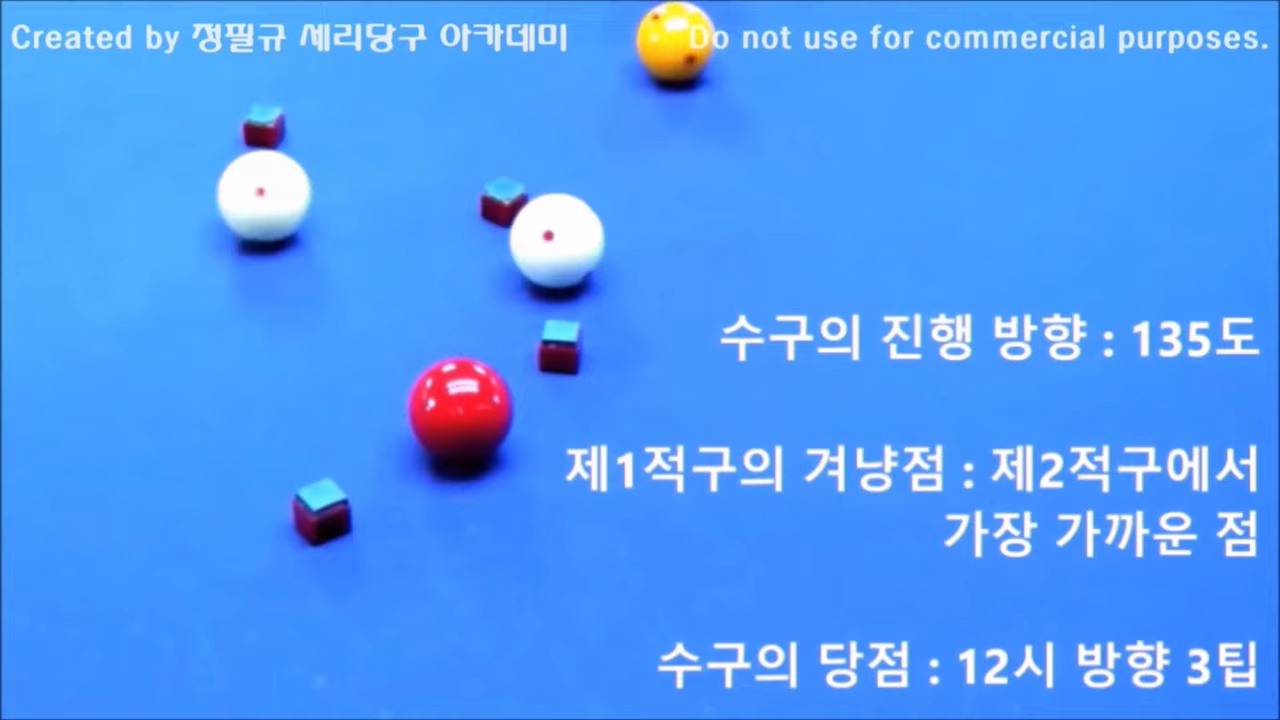 Created by 정필규 세리당구 아카데미 Do not use for commercial purposes.
수구의 진행 방향 : 135도
제1적구의 겨냥점 : 제2적구에서
가장 가까운 점
수구의 당점 : 12시 방향 3팁